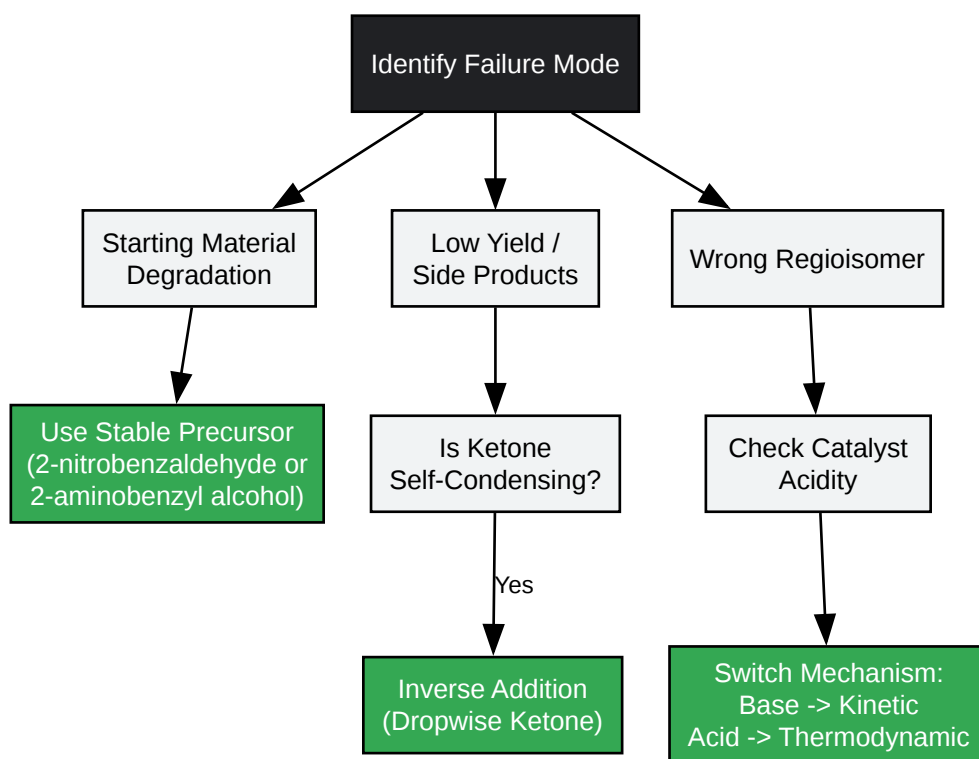 Identify Failure Mode
Starting Material
Degradation
Low Yield /
Side Products
Wrong Regioisomer
Use Stable Precursor
(2-nitrobenzaldehyde or
2-aminobenzyl alcohol)
Is Ketone
Self-Condensing?
Check Catalyst
Acidity
Yes
Inverse Addition
(Dropwise Ketone)
Switch Mechanism:
Base -> Kinetic
Acid -> Thermodynamic